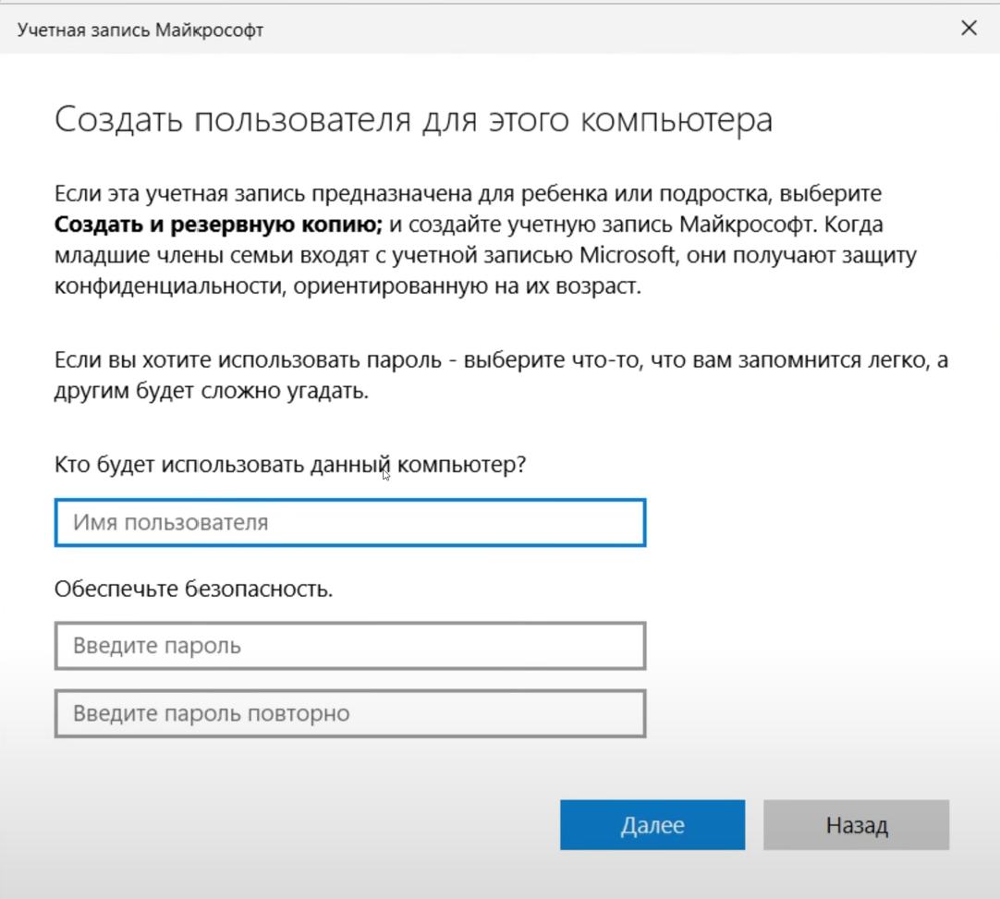 Учетная запись Майкрософт
Создать пользователя для этого компьютера
Если эта учетная запись предназначена для ребенка или подростка, выберите
Создать и резервную копию; и создайте учетную запись Майкрософт. Когда
младшие члены семьи входят с учетной записью Microsoft, они получают защиту
конфиденциальности, ориентированную на их возраст.
Если вы хотите использовать пароль - выберите что-то, что вам запомнится легко, а
другим будет сложно угадать.
Кто будет использовать данный компьютер?
Имя пользователя
Обеспечьте безопасность.
Введите пароль
Введите пароль повторно
Далее
Назад